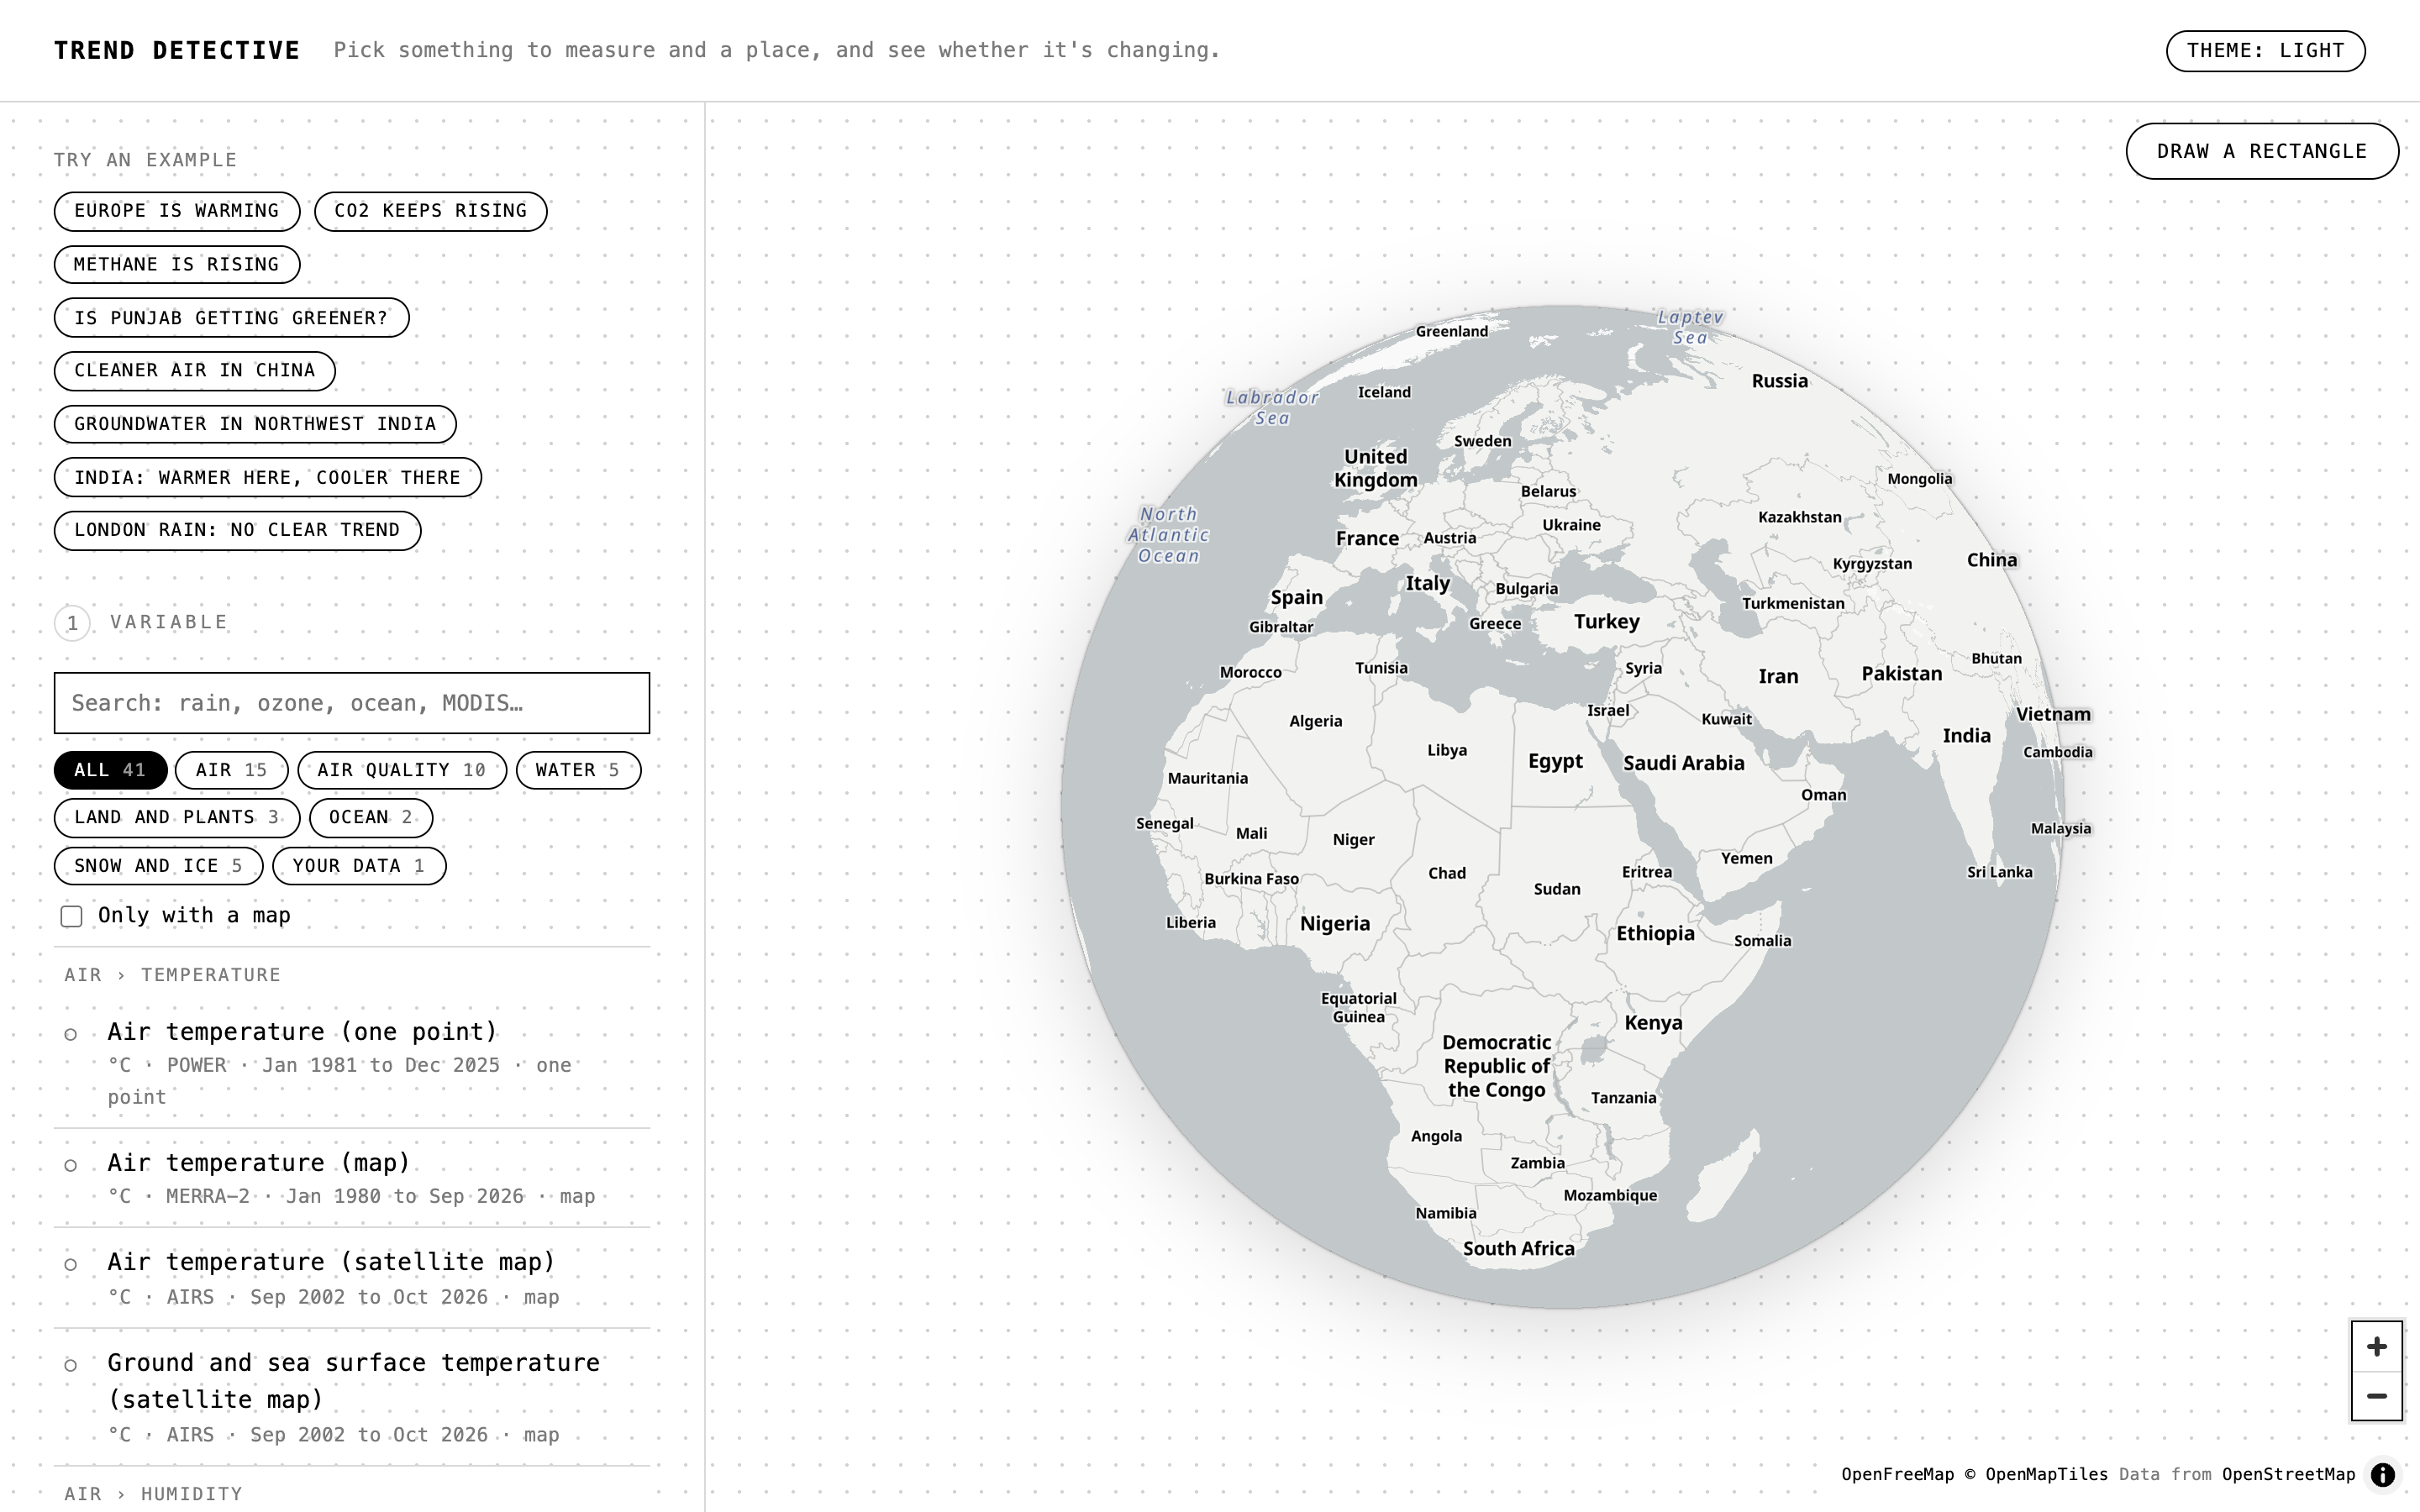 TREND DETECTIVE
Pick something to measure and a place, and see whether it's changing.
THEME: LIGHT
TRY AN EXAMPLE
EUROPE IS WARMING
CO2 KEEPS RISING
METHANE IS RISING
IS PUNJAB GETTING GREENER?
CLEANER AIR IN CHINA
GROUNDWATER IN NORTHWEST INDIA
INDIA: WARMER HERE, COOLER THERE
LONDON RAIN: NO CLEAR TREND
1 VARIABLE
Search: rain, ozone, ocean, MODIS…
ALL 41
AIR 15
AIR QUALITY 10
WATER 5
LAND AND PLANTS 3
OCEAN 2
SNOW AND ICE 5
YOUR DATA 1
Only with a map
AIR › TEMPERATURE
Air temperature (one point)
°C · POWER · Jan 1981 to Dec 2025 · one
point
Air temperature (map)
°C · MERRA-2 · Jan 1980 to Sep 2026 · map
Air temperature (satellite map)
°C · AIRS · Sep 2002 to Oct 2026 · map
Ground and sea surface temperature
(satellite map)
°C · AIRS · Sep 2002 to Oct 2026 · map
AIR › HUMIDITY
DRAW A RECTANGLE
Laptev
Sea
Greenland
Russia
Iceland
Labrador
Sea
Sweden
United
Kingdom
Mongolia
Belarus
North
Atlantic
Ocean
Kazakhstan
Ukraine
France
Austria
China
Kyrgyzstan
Italy
Bulgaria
Spain
Turkmenistan
Gibraltar
Greece
Turkey
Bhutan
Morocco
Tunisia
Syria
Iran
Pakistan
Israel
Kuwait
Vietnam
Algeria
India
Libya
Cambodia
Egypt
Saudi Arabia
Mauritania
Oman
Senegal
Malaysia
Mali
Niger
Yemen
Burkina Faso
Chad
Eritrea
Sri Lanka
Sudan
Liberia
Nigeria
Ethiopia
Somalia
Equatorial
Guinea
Kenya
Democratic
Republic of
the Congo
Tanzania
Angola
Zambia
Mozambique
Namibia
South Africa
+
−
OpenFreeMap © OpenMapTiles Data from OpenStreetMap